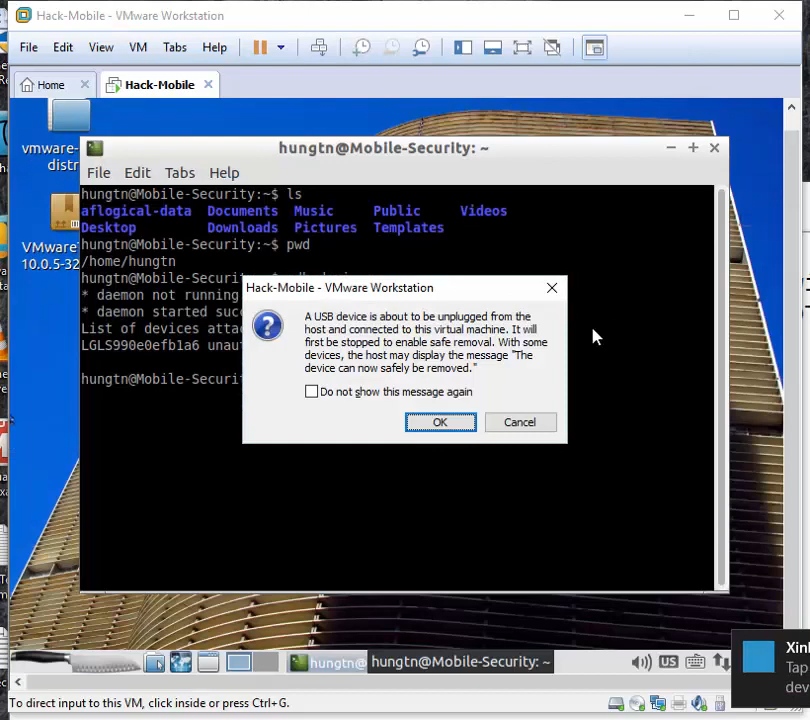 Hack-Mobile - VMware Workstation
File Edit View VM Tabs Help
Home Hack-Mobile
vmware-
distr
VMware
10.0.5-32
hungtn@Mobile-Security: ~
File Edit Tabs Help
hungtn@Mobile-Security:~$ ls
aflogical-data Documents Music Public Videos
Desktop Downloads Pictures Templates
hungtn@Mobile-Security:~$ pwd
/home/hungtn
hungtn@Mobile-Securit
* daemon not running
* daemon started succ
List of devices attac
LGLS990e0efb1a6 unau
hungtn@Mobile-Securit
Hack-Mobile - VMware Workstation
A USB device is about to be unplugged from the
host and connected to this virtual machine. It will
first be stopped to enable safe removal. With some
devices, the host may display the message "The
device can now safely be removed."
Do not show this message again
OK Cancel
hungtn@ hungtn@Mobile-Security: ~ US
Xinl
Tap
dev
To direct input to this VM, click inside or press Ctrl+G.